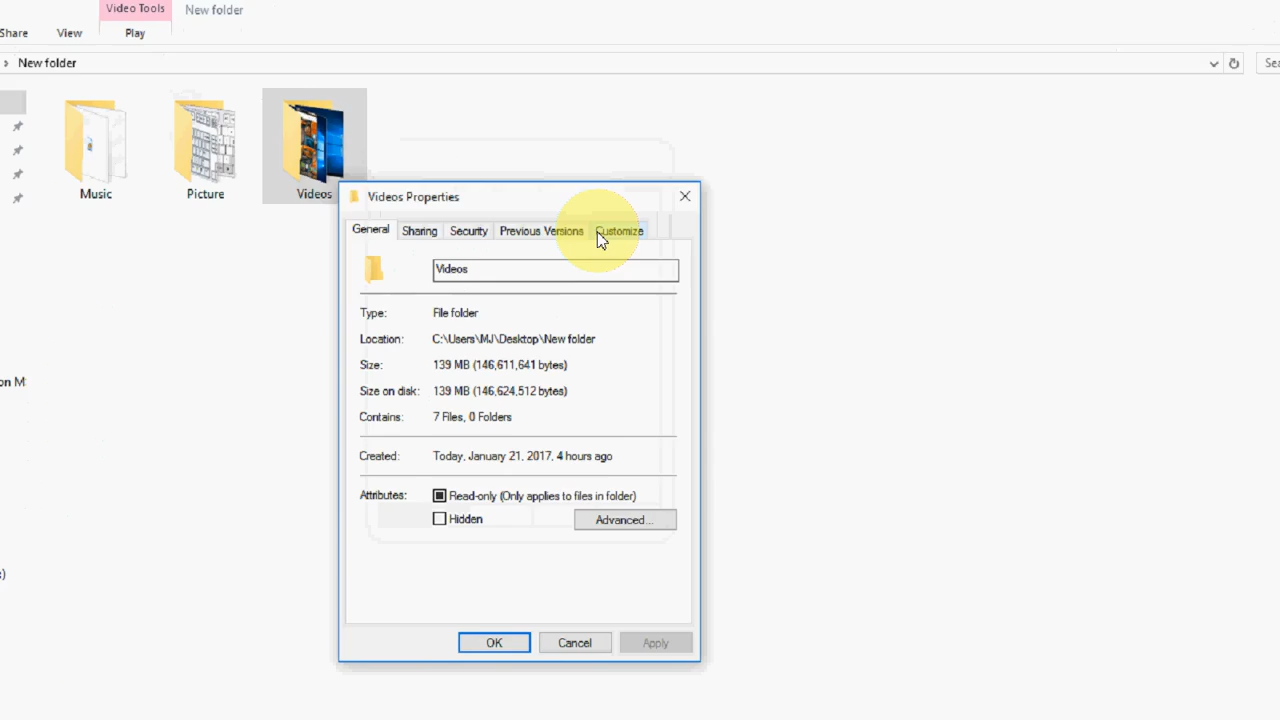 Video Tools
New folder
Share
View
Play
› New folder
Sea
Music
Picture
Videos
Videos Properties
General
Sharing
Security
Previous Versions
Customize
Videos
Type: File folder
Location: C:\Users\MJ\Desktop\New folder
Size: 139 MB (146,611,641 bytes)
Size on disk: 139 MB (146,624,512 bytes)
Contains: 7 Files, 0 Folders
Created: Today, January 21, 2017, 4 hours ago
Attributes: Read-only (Only applies to files in folder)
Hidden
Advanced...
OK
Cancel
Apply
on M
:)